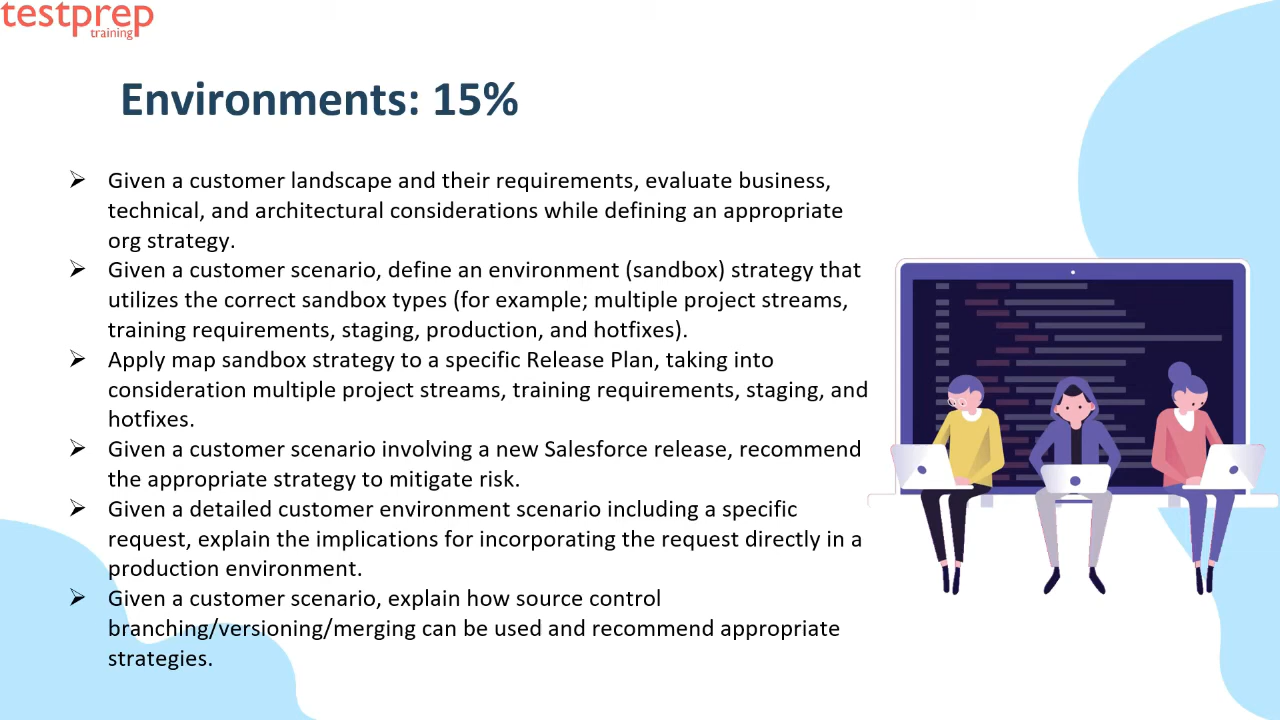 testprep
training
Environments: 15%
➢ Given a customer landscape and their requirements, evaluate business,
technical, and architectural considerations while defining an appropriate
org strategy.
➢ Given a customer scenario, define an environment (sandbox) strategy that
utilizes the correct sandbox types (for example; multiple project streams,
training requirements, staging, production, and hotfixes).
➢ Apply map sandbox strategy to a specific Release Plan, taking into
consideration multiple project streams, training requirements, staging, and
hotfixes.
➢ Given a customer scenario involving a new Salesforce release, recommend
the appropriate strategy to mitigate risk.
➢ Given a detailed customer environment scenario including a specific
request, explain the implications for incorporating the request directly in a
production environment.
➢ Given a customer scenario, explain how source control
branching/versioning/merging can be used and recommend appropriate
strategies.